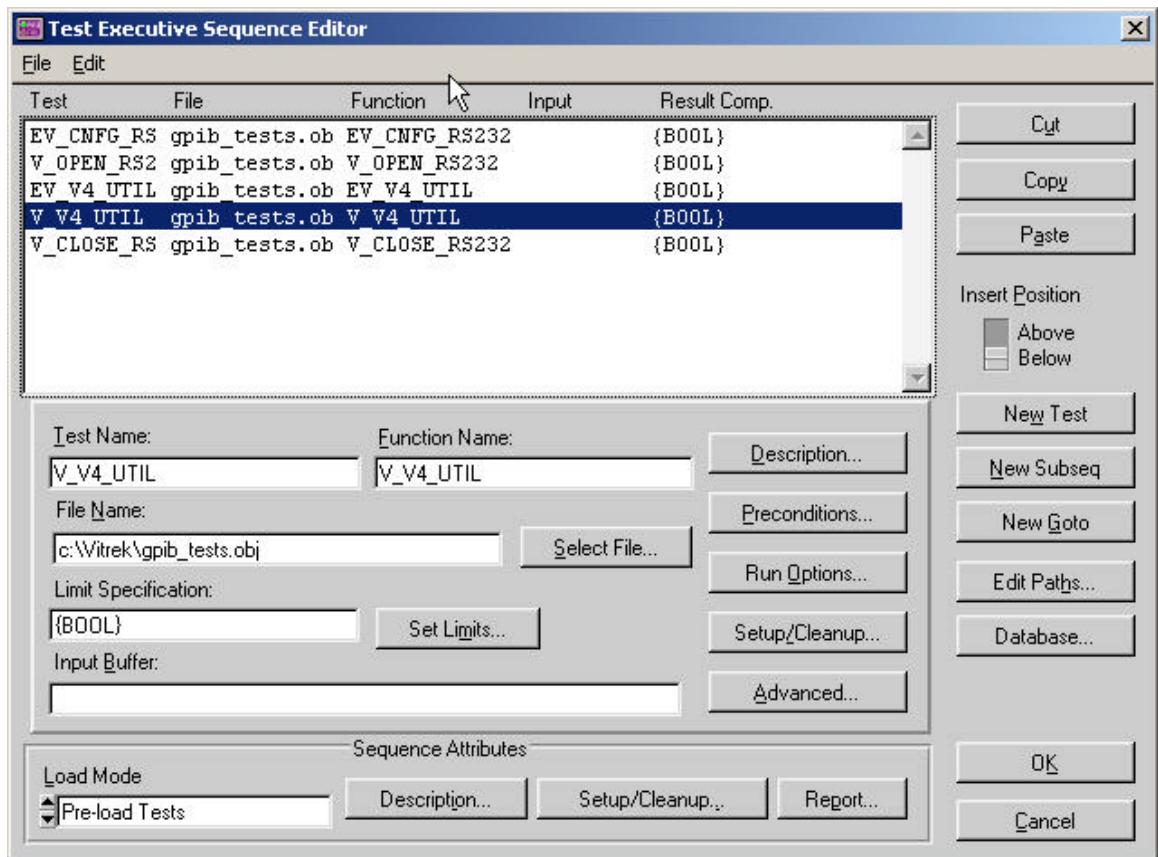 Test Executive Sequence Editor
File Edit
Test File Function Input Result Comp.
EV_CNFG_RS gpib_tests.ob EV_CNFG_RS232 {BOOL}
V_OPEN_RS2 gpib_tests.ob V_OPEN_RS232 {BOOL}
EV_V4_UTIL gpib_tests.ob EV_V4_UTIL {BOOL}
V_V4_UTIL gpib_tests.ob V_V4_UTIL {BOOL}
V_CLOSE_RS gpib_tests.ob V_CLOSE_RS232 {BOOL}
Cut
Copy
Paste
Insert Position
Above
Below
New Test
New Subseq
New Goto
Edit Paths...
Database...
Test Name:
V_V4_UTIL
Function Name:
V_V4_UTIL
File Name:
c:\Vitrek\gpib_tests.obj
Select File...
Limit Specification:
{BOOL}
Set Limits...
Input Buffer:
Description...
Preconditions...
Run Options...
Setup/Cleanup...
Advanced...
Sequence Attributes
Load Mode
Pre-load Tests
Description...
Setup/Cleanup...
Report...
OK
Cancel